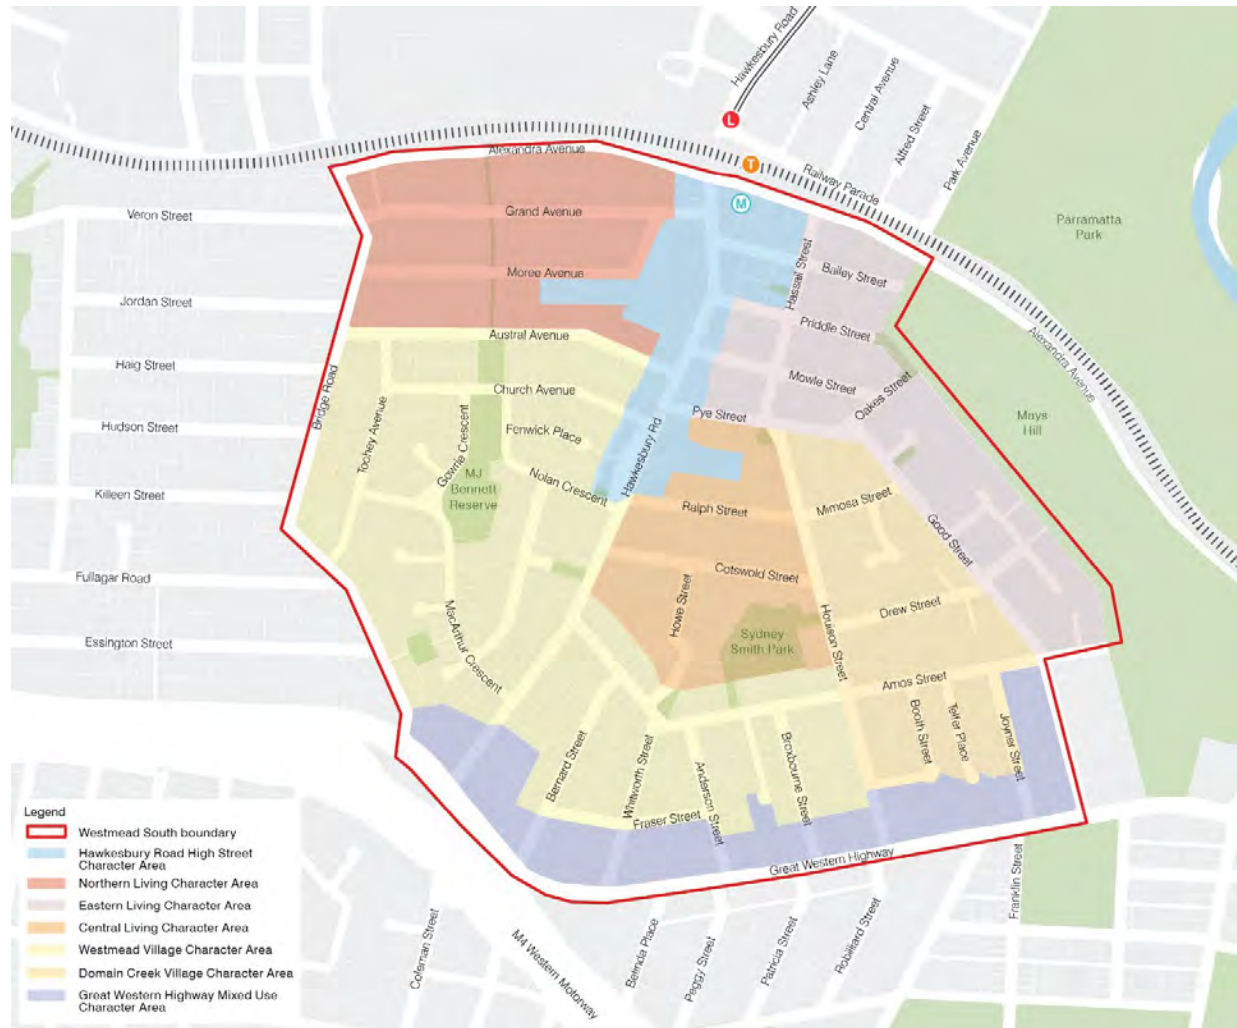 Hawkesbury Road
Ashley Lane
Central Avenue
Alfred Street
Park Avenue
L
T
M
Railway Parade
Alexandra Avenue
Veron Street
Grand Avenue
Parramatta
Park
Moree Avenue
Hassall Street
Bailey Street
Jordan Street
Priddle Street
Austral Avenue
Alexandra Avenue
Haig Street
Bridge Road
Church Avenue
Mowle Street
Oakes Street
Toohey Avenue
Gowrie Crescent
Pye Street
Mays
Hill
Hudson Street
Fenwick Place
Hawkesbury Rd
MJ
Bennett
Reserve
Nolan Crescent
Killeen Street
Ralph Street
Mimosa Street
Good Street
Fullagar Road
Cotswold Street
Howe Street
Houison Street
Drew Street
Essington Street
MacArthur Crescent
Sydney
Smith Park
Amos Street
Booth Street
Telfer Place
Joyner Street
Bernard Street
Whitworth Street
Anderson Street
Broxbourne Street
Fraser Street
Great Western Highway
Franklin Street
Coleman Street
M4 Western Motorway
Belinda Place
Peggy Street
Patricia Street
Robilliard Street
Legend
Westmead South boundary
Hawkesbury Road High Street
Character Area
Northern Living Character Area
Eastern Living Character Area
Central Living Character Area
Westmead Village Character Area
Domain Creek Village Character Area
Great Western Highway Mixed Use
Character Area